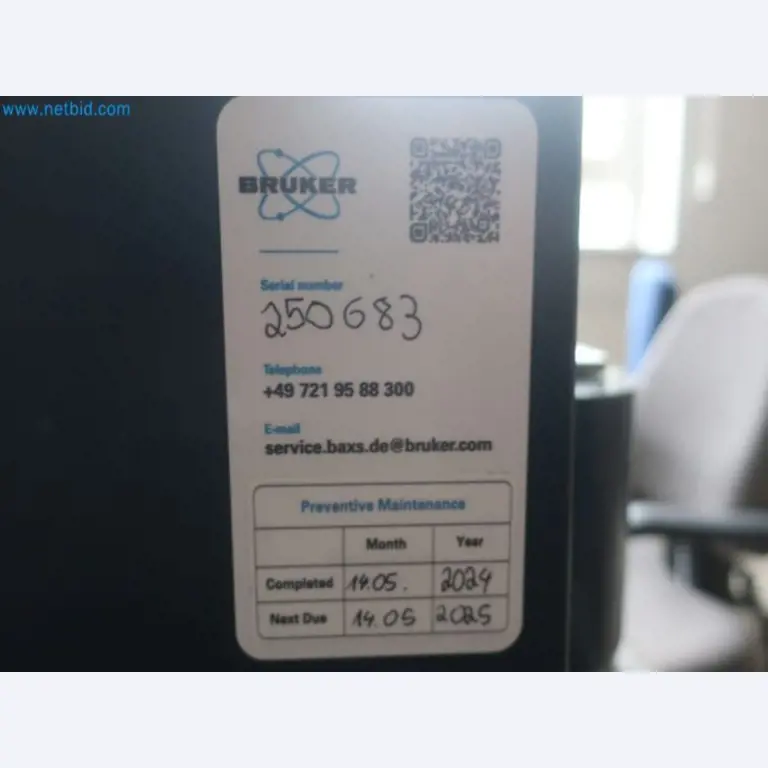 www.netbid.com
BRUKER
Serial number
250683
Telephone
+49 721 95 88 300
E-mail
service.baxs.de@bruker.com
Preventive Maintenance
Month Year
Completed 14.05. 2024
Next Due 14.05 2025